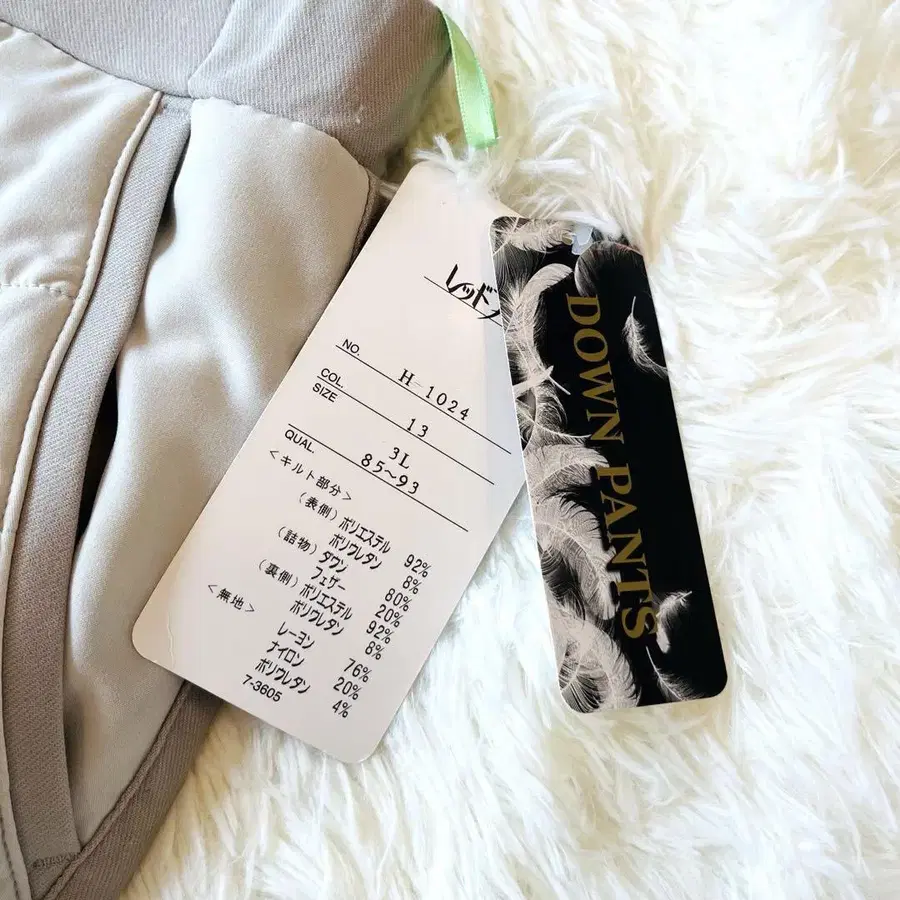 レッド
NO. H-1024
COL. 13
SIZE 3L
85~93
QUAL.
<キルト部分>
(表側)ポリエステル 92%
ポリウレタン 8%
(詰物)ダウン 80%
フェザー 20%
(裏側)ポリエステル 92%
ポリウレタン 8%
<無地>
レーヨン 76%
ナイロン 20%
ポリウレタン 4%
7-3605
DOWN PANTS